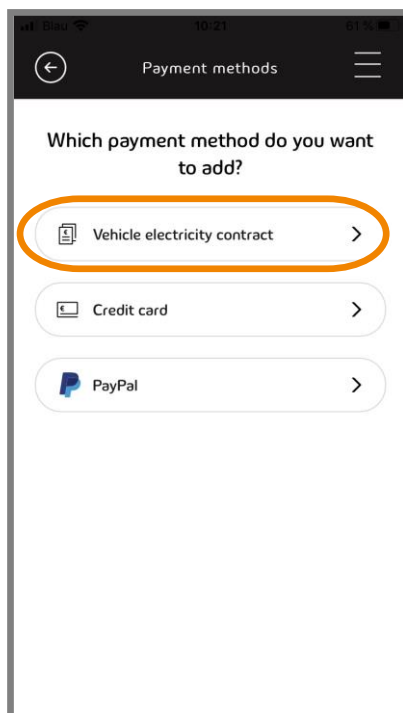 Blau 10:21 61 %
Payment methods
Which payment method do you want
to add?
Vehicle electricity contract
Credit card
PayPal